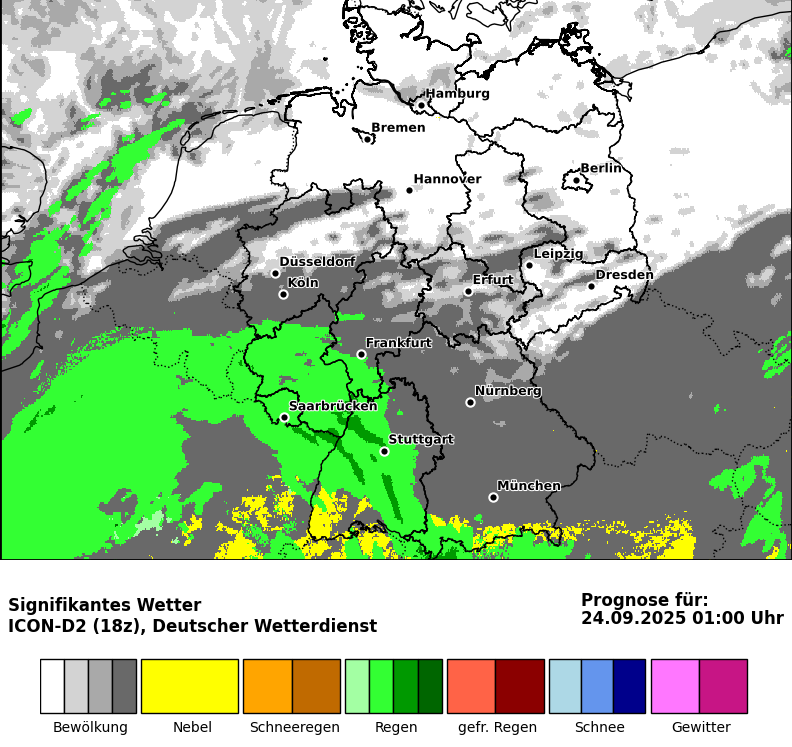 Hamburg
Bremen
Berlin
Hannover
Leipzig
Düsseldorf
Dresden
Köln
Erfurt
Frankfurt
Nürnberg
Saarbrücken
Stuttgart
München
Signifikantes Wetter
ICON-D2 (18z), Deutscher Wetterdienst
Prognose für:
24.09.2025 01:00 Uhr
Bewölkung Nebel Schneeregen Regen gefr. Regen Schnee Gewitter